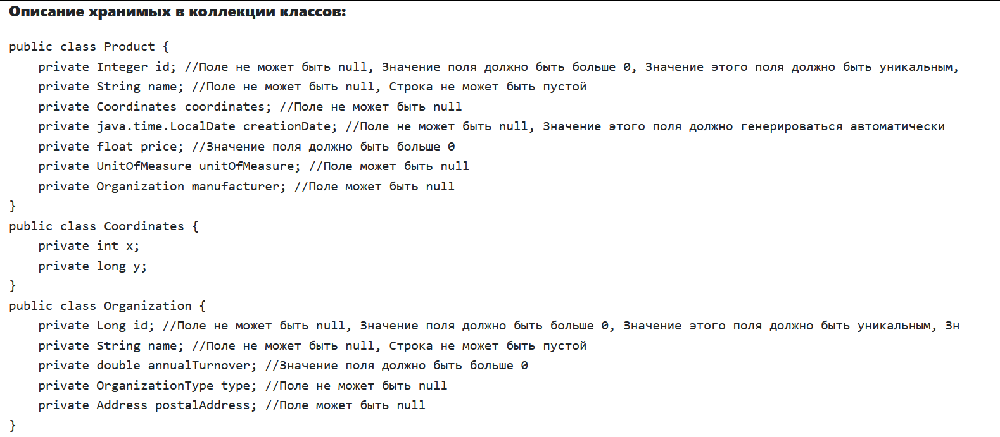 Описание хранимых в коллекции классов:
public class Product {
    private Integer id; //Поле не может быть null, Значение поля должно быть больше 0, Значение этого поля должно быть уникальным,
    private String name; //Поле не может быть null, Строка не может быть пустой
    private Coordinates coordinates; //Поле не может быть null
    private java.time.LocalDate creationDate; //Поле не может быть null, Значение этого поля должно генерироваться автоматически
    private float price; //Значение поля должно быть больше 0
    private UnitOfMeasure unitOfMeasure; //Поле может быть null
    private Organization manufacturer; //Поле может быть null
}
public class Coordinates {
    private int x;
    private long y;
}
public class Organization {
    private Long id; //Поле не может быть null, Значение поля должно быть больше 0, Значение этого поля должно быть уникальным, Зн
    private String name; //Поле не может быть null, Строка не может быть пустой
    private double annualTurnover; //Значение поля должно быть больше 0
    private OrganizationType type; //Поле не может быть null
    private Address postalAddress; //Поле может быть null
}